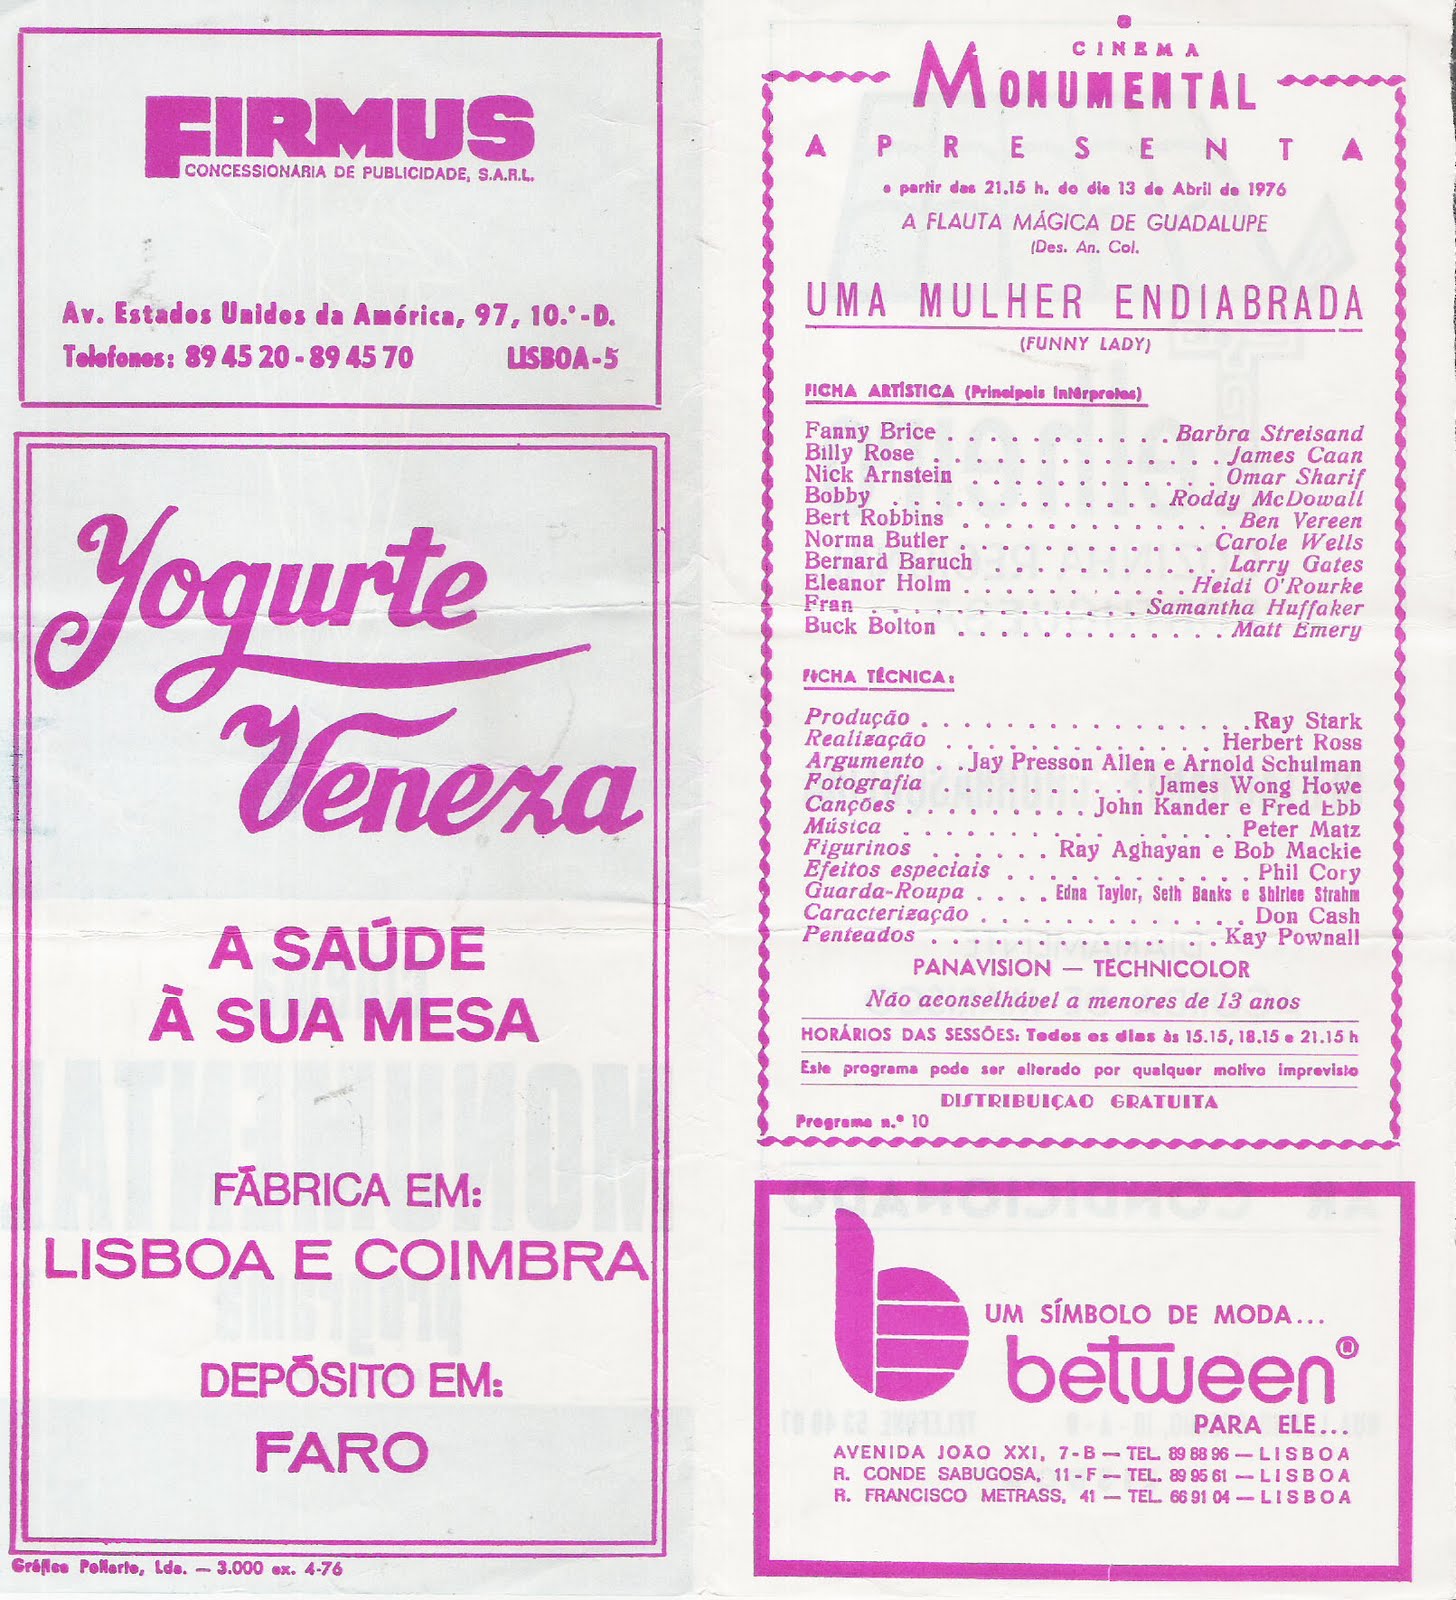 FIRMUS
CONCESSIONÁRIA DE PUBLICIDADE, S.A.R.L.
Av. Estados Unidos da América, 97, 10.º-D.
Telefones: 89 45 20 - 89 45 70 LISBOA-5
Yogurte
Veneza
A SAÚDE
À SUA MESA
FÁBRICA EM:
LISBOA E COIMBRA
DEPÓSITO EM:
FARO
Gráfica PoNorte, Lda. — 3.000 ex. 4-76
CINEMA
MONUMENTAL
APRESENTA
a partir das 21.15 h. do dia 13 de Abril de 1976
A FLAUTA MÁGICA DE GUADALUPE
(Des. An. Col.
UMA MULHER ENDIABRADA
(FUNNY LADY)
FICHA ARTÍSTICA (Principais Intérpretes)
Fanny Brice . . . . . . . . . . . Barbra Streisand
Billy Rose . . . . . . . . . . . . . . James Caan
Nick Arnstein . . . . . . . . . . . . Omar Sharif
Bobby . . . . . . . . . . . . . . Roddy McDowall
Bert Robbins . . . . . . . . . . . . . Ben Vereen
Norma Butler . . . . . . . . . . . . Carole Wells
Bernard Baruch . . . . . . . . . . . Larry Gates
Eleanor Holm . . . . . . . . . . . Heidi O'Rourke
Fran . . . . . . . . . . . . . Samantha Huffaker
Buck Bolton . . . . . . . . . . . . . Matt Emery
FICHA TÉCNICA:
Produção . . . . . . . . . . . . . . . Ray Stark
Realização . . . . . . . . . . . . Herbert Ross
Argumento . . Jay Presson Allen e Arnold Schulman
Fotografia . . . . . . . . . . James Wong Howe
Canções . . . . . . . . . John Kander e Fred Ebb
Música . . . . . . . . . . . . . . Peter Matz
Figurinos . . . . . . Ray Aghayan e Bob Mackie
Efeitos especiais . . . . . . . . . . . Phil Cory
Guarda-Roupa . . . . Edna Taylor, Seth Banks e Shirlee Strahm
Caracterização . . . . . . . . . . . . . Don Cash
Penteados . . . . . . . . . . . . . . Kay Pownall
PANAVISION — TECHNICOLOR
Não aconselhável a menores de 13 anos
HORÁRIOS DAS SESSÕES: Todos os dias às 15.15, 18.15 e 21.15 h
Este programa pode ser alterado por qualquer motivo imprevisto
DISTRIBUIÇAO GRATUITA
Programa n.º 10
UM SÍMBOLO DE MODA...
between®
PARA ELE...
AVENIDA JOÃO XXI, 7-B — TEL. 89 88 96 — LISBOA
R. CONDE SABUGOSA, 11-F — TEL. 89 95 61 — LISBOA
R. FRANCISCO METRASS, 41 — TEL. 66 91 04 — LISBOA